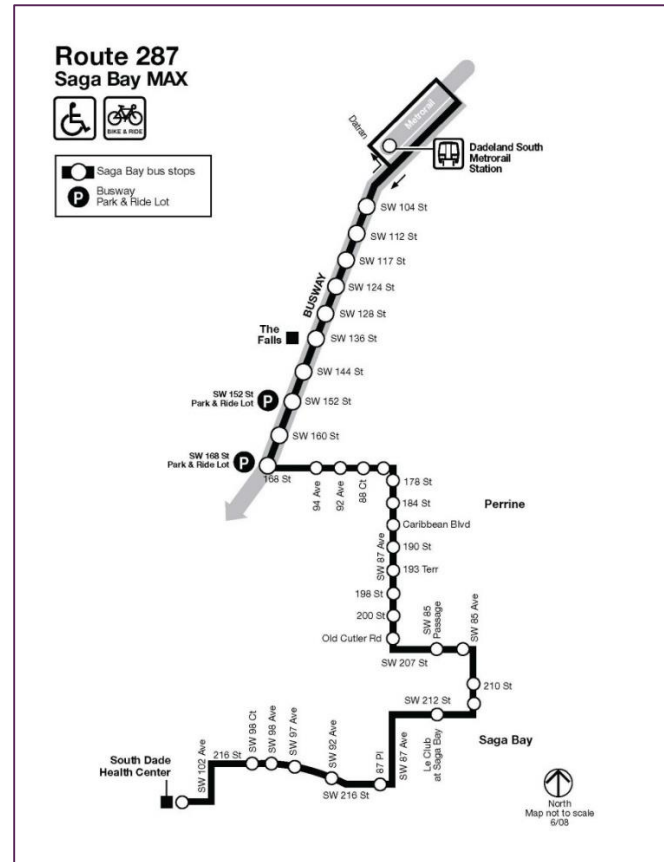 Route 287
Saga Bay MAX
BIKE & RIDE
Saga Bay bus stops
P
Busway
Park & Ride Lot
Datran
Metrorail
Dadeland South
Metrorail
Station
SW 104 St
SW 112 St
SW 117 St
SW 124 St
BUSWAY
SW 128 St
The
Falls
SW 136 St
SW 144 St
SW 152 St
Park & Ride Lot
P
SW 152 St
SW 160 St
SW 168 St
Park & Ride Lot
P
168 St
94 Ave
92 Ave
88 Ct
178 St
184 St
Perrine
Caribbean Blvd
SW 87 Ave
190 St
193 Terr
198 St
200 St
Old Cutler Rd
SW 85
Passage
SW 85 Ave
SW 207 St
210 St
SW 212 St
Le Club
at Saga Bay
Saga Bay
SW 87 Ave
87 Pl
SW 216 St
SW 92 Ave
SW 97 Ave
SW 98 Ave
SW 98 Ct
216 St
SW 102 Ave
South Dade
Health Center
North
Map not to scale
6/08